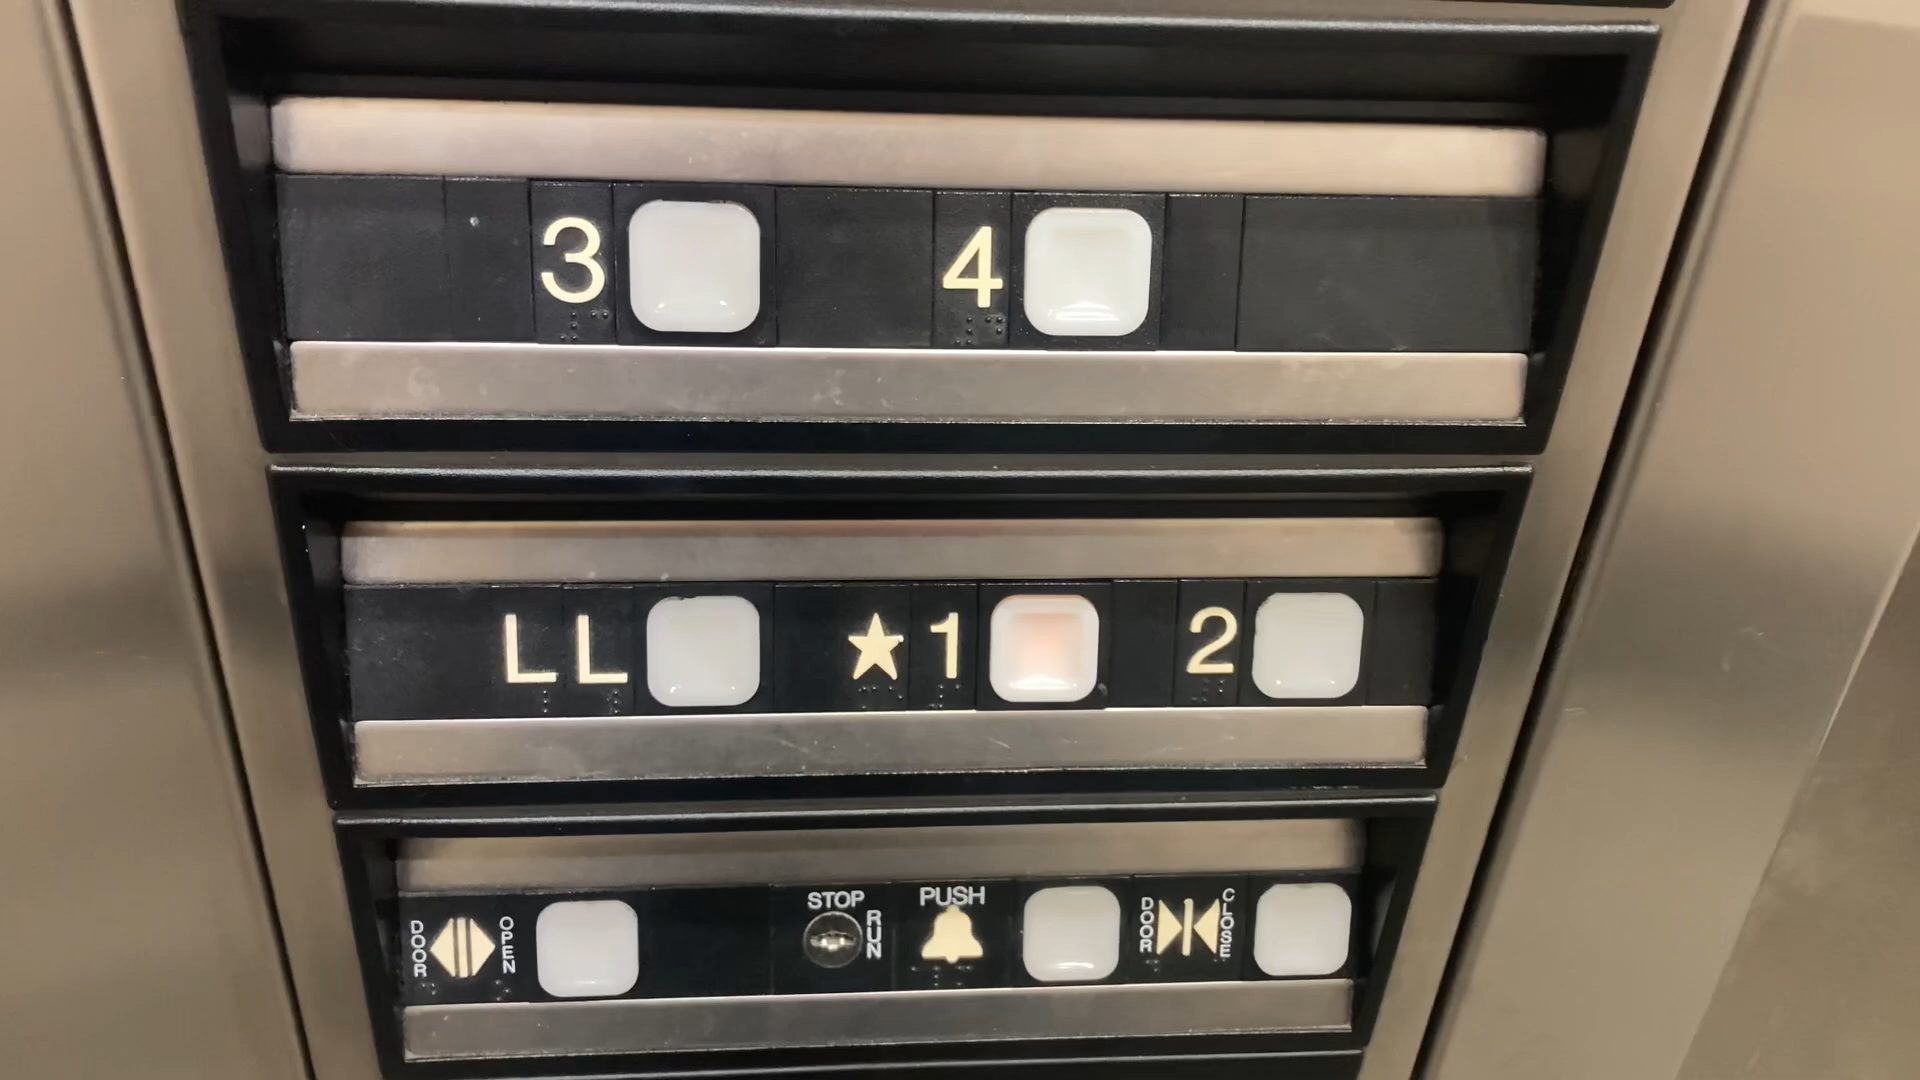 3 4
LL ★1 2
DOOR OPEN STOP RUN PUSH DOOR CLOSE